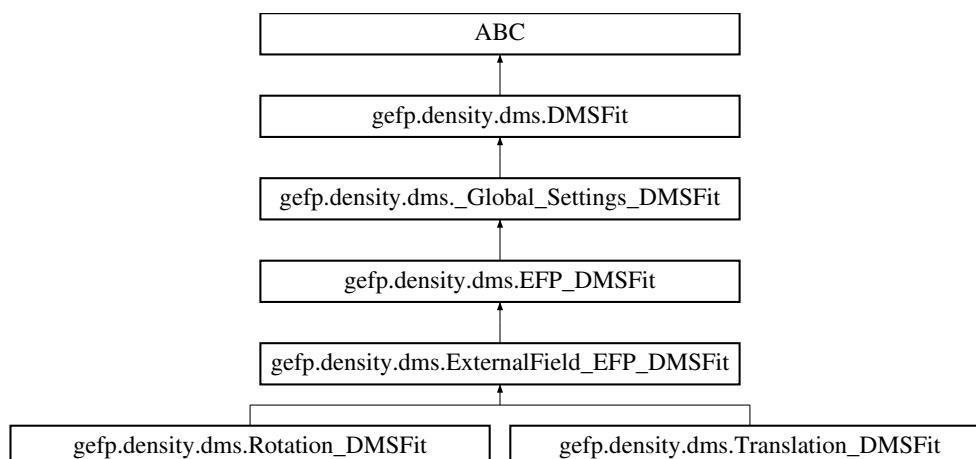 ABC
gefp.density.dms.DMSFit
gefp.density.dms._Global_Settings_DMSFit
gefp.density.dms.EFP_DMSFit
gefp.density.dms.ExternalField_EFP_DMSFit
gefp.density.dms.Rotation_DMSFit
gefp.density.dms.Translation_DMSFit